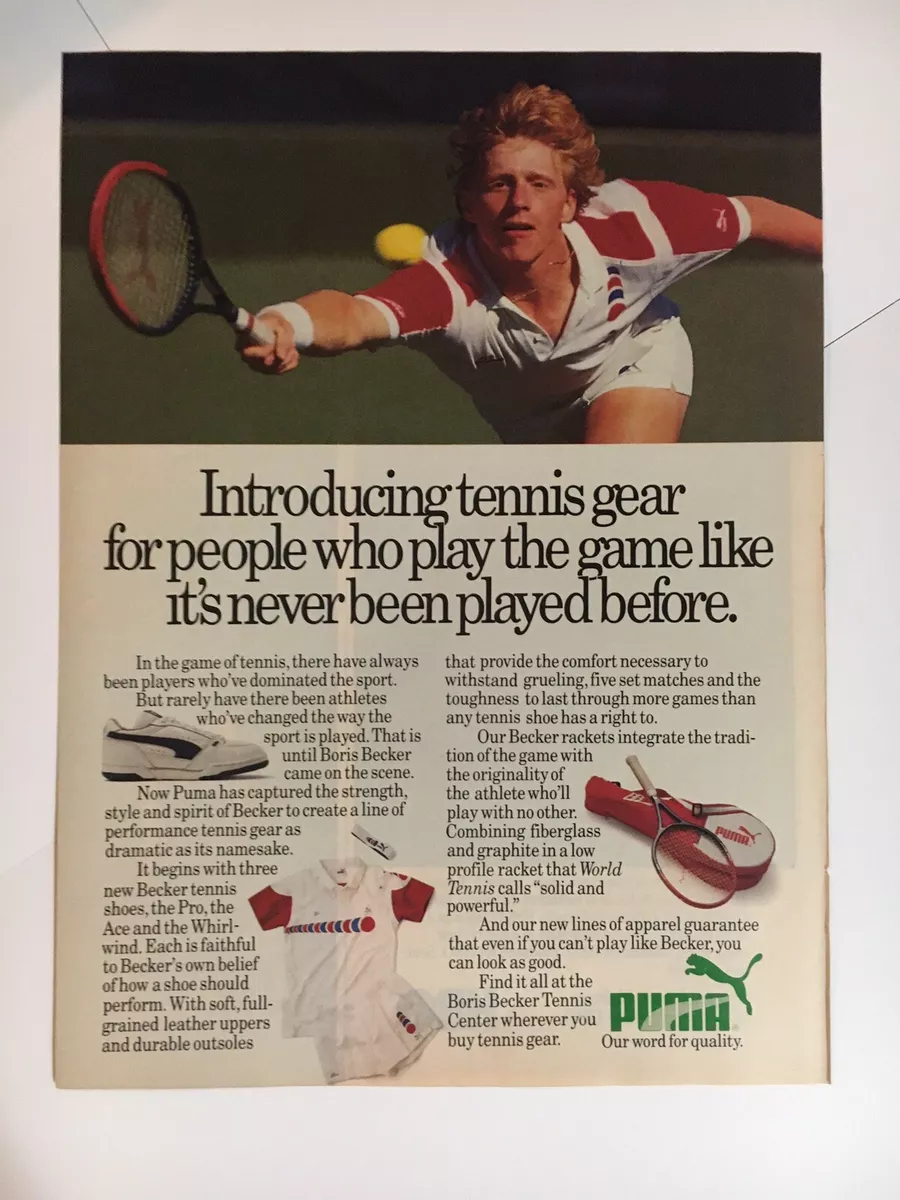 Introducing tennis gear
for people who play the game like
it's never been played before.
In the game of tennis, there have always
been players who've dominated the sport.
But rarely have there been athletes
who've changed the way the
sport is played. That is
until Boris Becker
came on the scene.
Now Puma has captured the strength,
style and spirit of Becker to create a line of
performance tennis gear as
dramatic as its namesake.
It begins with three
new Becker tennis
shoes, the Pro, the
Ace and the Whirl-
wind. Each is faithful
to Becker's own belief
of how a shoe should
perform. With soft, full-
grained leather uppers
and durable outsoles
that provide the comfort necessary to
withstand grueling, five set matches and the
toughness to last through more games than
any tennis shoe has a right to.
Our Becker rackets integrate the tradi-
tion of the game with
the originality of
the athlete who'll
play with no other.
Combining fiberglass
and graphite in a low
profile racket that World
Tennis calls "solid and
powerful."
And our new lines of apparel guarantee
that even if you can't play like Becker, you
can look as good.
Find it all at the
Boris Becker Tennis
Center wherever you
buy tennis gear.
PUMA
PUMA
Our word for quality.